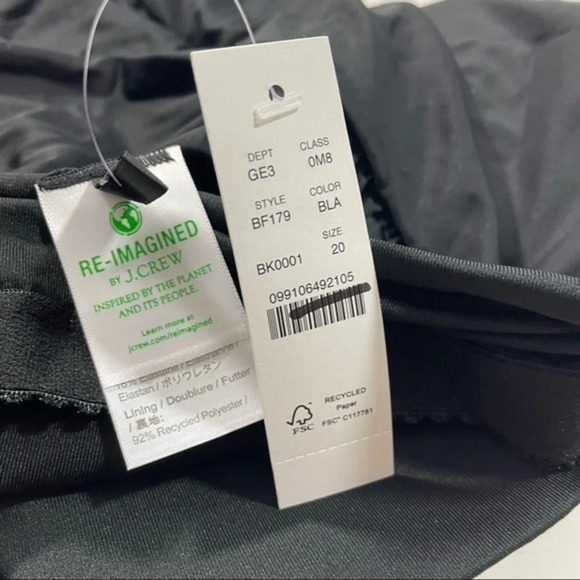 RE-IMAGINED
BY J.CREW
INSPIRED BY THE PLANET
AND ITS PEOPLE.
Learn more at
jcrew.com/reimagined
Elastan / ポリウレタン
Lining / Doublure / Futter
/ 裏地:
92% Recycled Polyester /
DEPT CLASS
GE3 0M8
STYLE COLOR
BF179 BLA
SIZE
BK0001 20
099106492105
RECYCLED
Paper
FSC FSC™ C117781